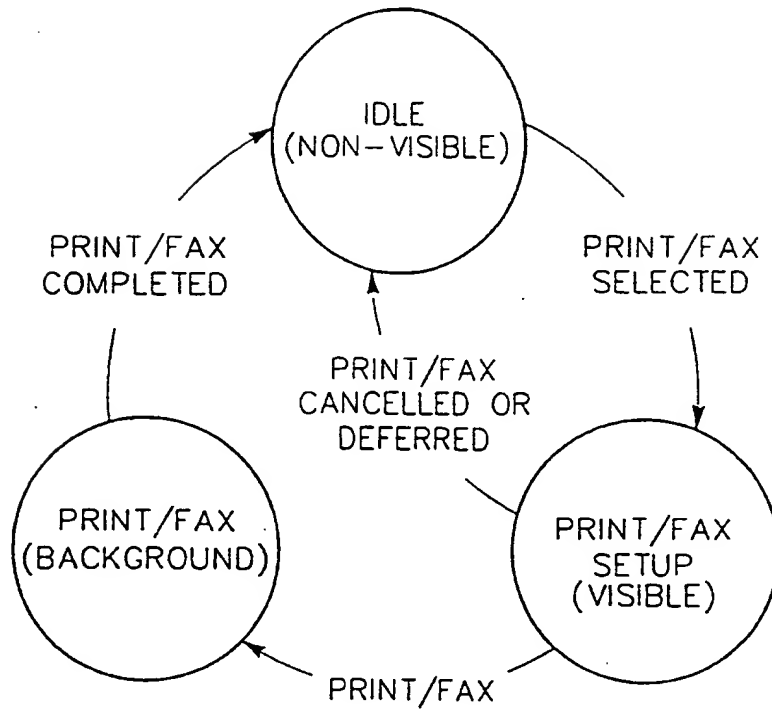 IDLE
(NON-VISIBLE)
PRINT/FAX
COMPLETED
PRINT/FAX
SELECTED
PRINT/FAX
CANCELLED OR
DEFERRED
PRINT/FAX
(BACKGROUND)
PRINT/FAX
SETUP
(VISIBLE)
PRINT/FAX